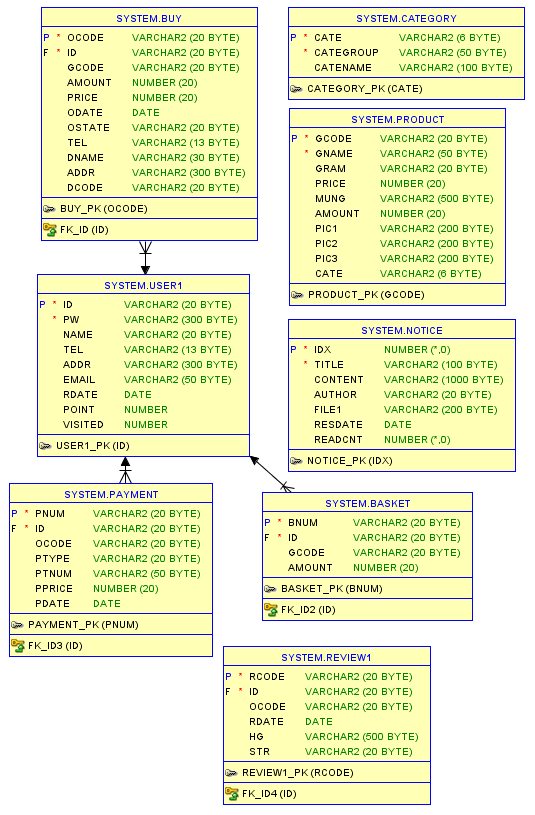 SYSTEM.BUY
P * OCODE VARCHAR2 (20 BYTE)
F * ID VARCHAR2 (20 BYTE)
GCODE VARCHAR2 (20 BYTE)
AMOUNT NUMBER (20)
PRICE NUMBER (20)
ODATE DATE
OSTATE VARCHAR2 (20 BYTE)
TEL VARCHAR2 (13 BYTE)
DNAME VARCHAR2 (30 BYTE)
ADDR VARCHAR2 (300 BYTE)
DCODE VARCHAR2 (20 BYTE)
BUY_PK (OCODE)
FK_ID (ID)
SYSTEM.CATEGORY
P * CATE VARCHAR2 (6 BYTE)
* CATEGROUP VARCHAR2 (50 BYTE)
CATENAME VARCHAR2 (100 BYTE)
CATEGORY_PK (CATE)
SYSTEM.PRODUCT
P * GCODE VARCHAR2 (20 BYTE)
* GNAME VARCHAR2 (50 BYTE)
GRAM VARCHAR2 (20 BYTE)
PRICE NUMBER (20)
MUNG VARCHAR2 (500 BYTE)
AMOUNT NUMBER (20)
PIC1 VARCHAR2 (200 BYTE)
PIC2 VARCHAR2 (200 BYTE)
PIC3 VARCHAR2 (200 BYTE)
CATE VARCHAR2 (6 BYTE)
PRODUCT_PK (GCODE)
SYSTEM.USER1
P * ID VARCHAR2 (20 BYTE)
* PW VARCHAR2 (300 BYTE)
NAME VARCHAR2 (20 BYTE)
TEL VARCHAR2 (13 BYTE)
ADDR VARCHAR2 (300 BYTE)
EMAIL VARCHAR2 (50 BYTE)
RDATE DATE
POINT NUMBER
VISITED NUMBER
USER1_PK (ID)
SYSTEM.NOTICE
P * IDX NUMBER (*,0)
* TITLE VARCHAR2 (100 BYTE)
CONTENT VARCHAR2 (1000 BYTE)
AUTHOR VARCHAR2 (20 BYTE)
FILE1 VARCHAR2 (200 BYTE)
RESDATE DATE
READCNT NUMBER (*,0)
NOTICE_PK (IDX)
SYSTEM.PAYMENT
P * PNUM VARCHAR2 (20 BYTE)
F * ID VARCHAR2 (20 BYTE)
OCODE VARCHAR2 (20 BYTE)
PTYPE VARCHAR2 (20 BYTE)
PTNUM VARCHAR2 (50 BYTE)
PPRICE NUMBER (20)
PDATE DATE
PAYMENT_PK (PNUM)
FK_ID3 (ID)
SYSTEM.BASKET
P * BNUM VARCHAR2 (20 BYTE)
F * ID VARCHAR2 (20 BYTE)
GCODE VARCHAR2 (20 BYTE)
AMOUNT NUMBER (20)
BASKET_PK (BNUM)
FK_ID2 (ID)
SYSTEM.REVIEW1
P * RCODE VARCHAR2 (20 BYTE)
F * ID VARCHAR2 (20 BYTE)
OCODE VARCHAR2 (20 BYTE)
RDATE DATE
HG VARCHAR2 (500 BYTE)
STR VARCHAR2 (20 BYTE)
REVIEW1_PK (RCODE)
FK_ID4 (ID)